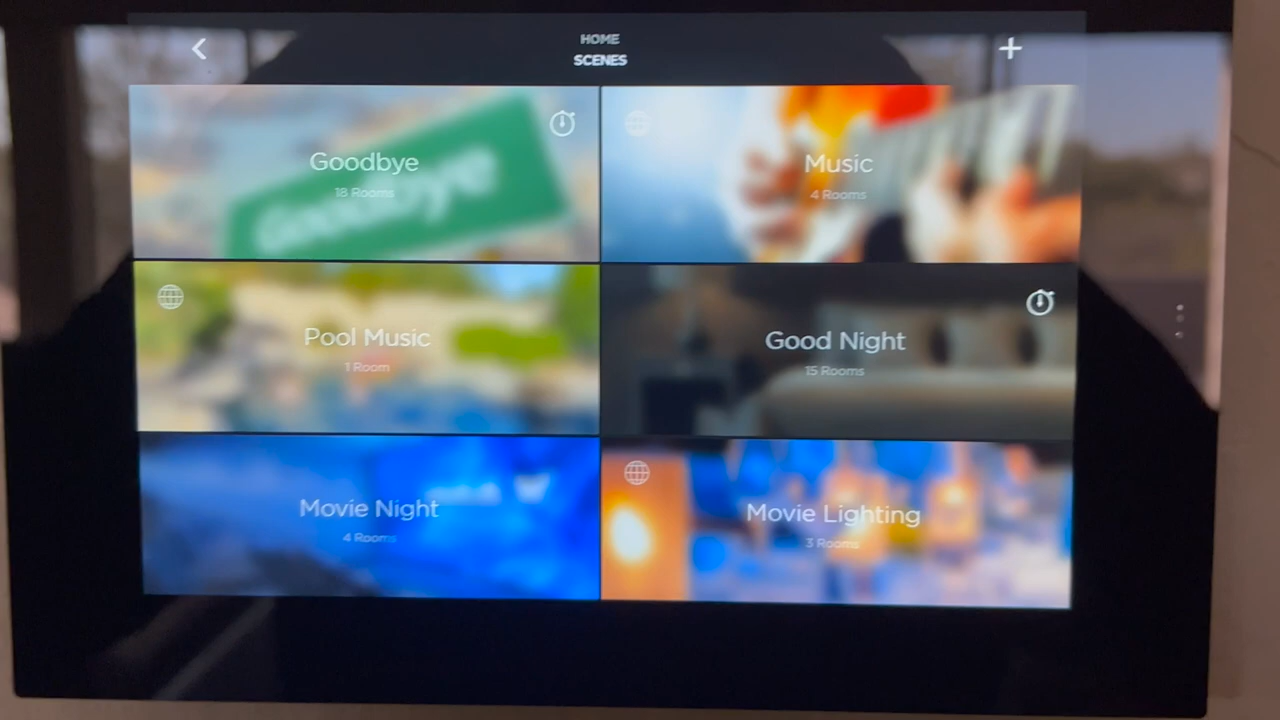 HOME
SCENES
Goodbye
18 Rooms
Goodbye
Music
4 Rooms
Pool Music
1 Room
Good Night
15 Rooms
Movie Night
4 Rooms
Movie Lighting
3 Rooms